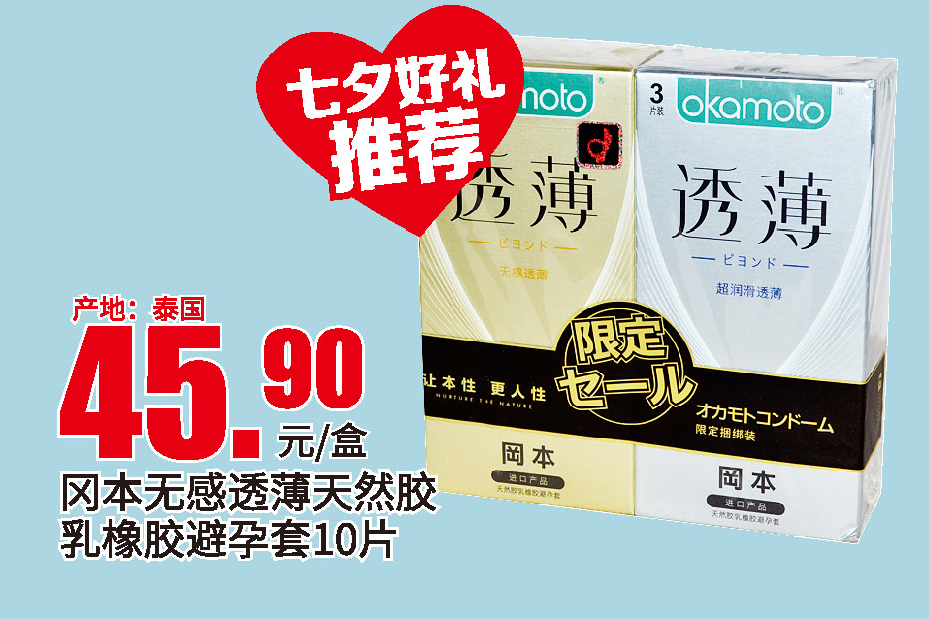 七夕好礼
推荐
moto
透薄
ビヨンド
无感透薄
3
片装
okamoto
透薄
ビヨンド
超润滑透薄
限定
セール
让本性 更人性
NURTURE THE NATURE
オカモトコンドーム
限定捆绑装
岡本
进口产品
天然胶乳橡胶避孕套
岡本
进口产品
天然胶乳橡胶避孕套
产地：泰国
45.90
元/盒
冈本无感透薄天然胶
乳橡胶避孕套10片